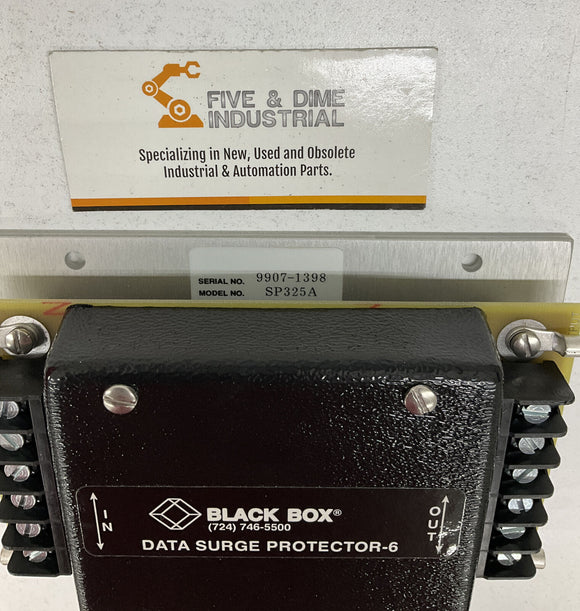 FIVE & DIME
INDUSTRIAL
Specializing in New, Used and Obsolete
Industrial & Automation Parts.
SERIAL NO. 9907-1398
MODEL NO. SP325A
IN
BLACK BOX®
(724) 746-5500
OUT
DATA SURGE PROTECTOR-6